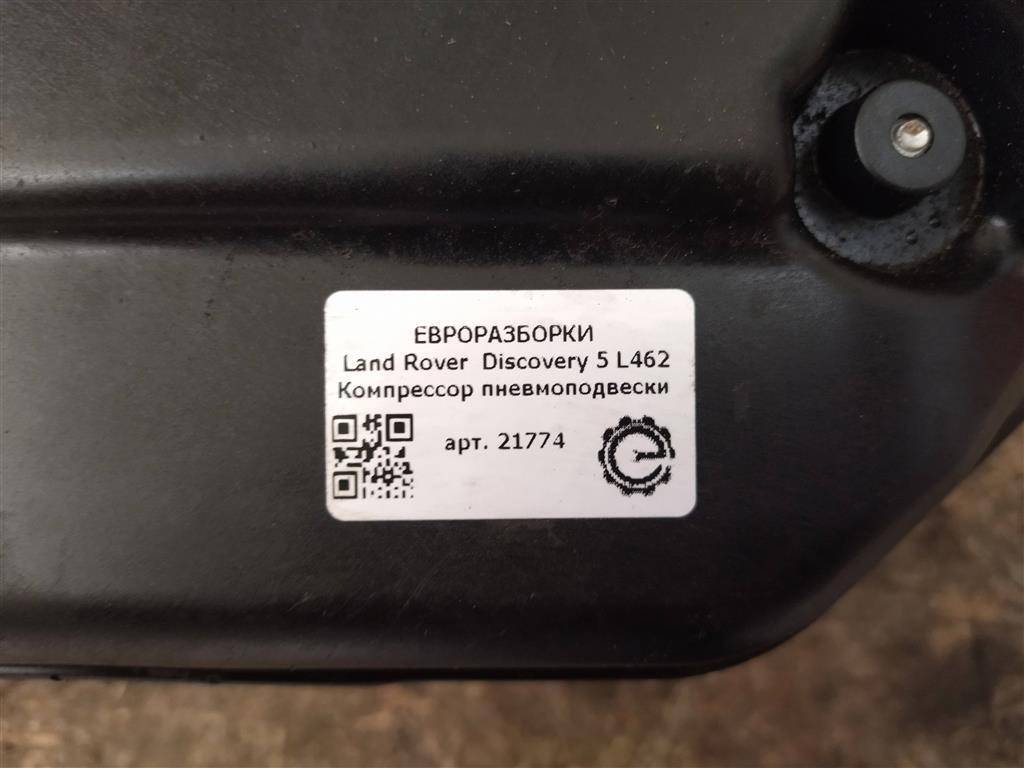 ЕВРОРАЗБОРКИ
Land Rover Discovery 5 L462
Компрессор пневмоподвески
арт. 21774